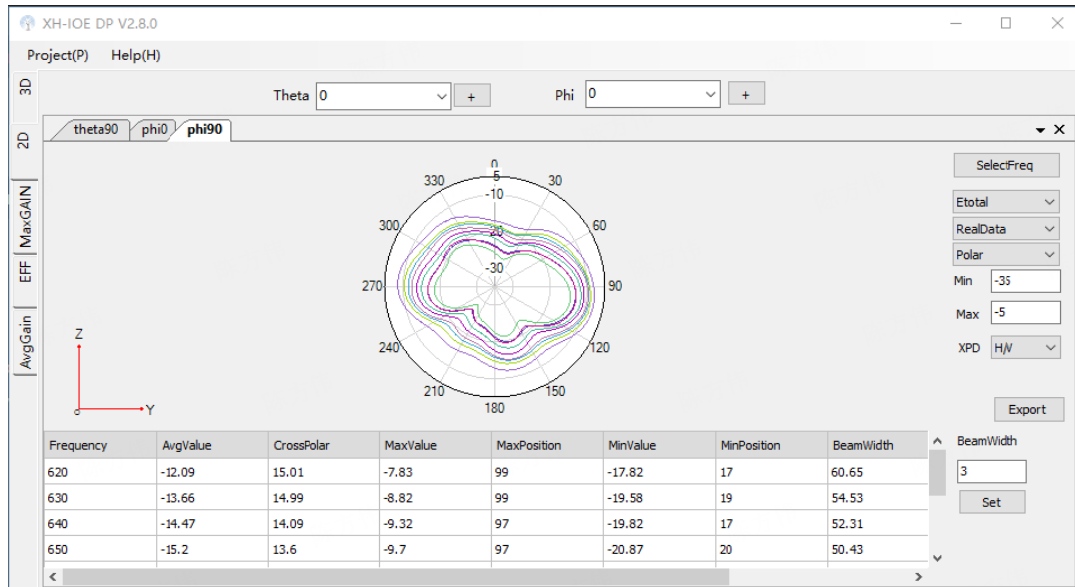 XH-IOE DP V2.8.0
Project(P) Help(H)
3D
2D
MaxGAIN
EFF
AvgGain
Theta 0 + Phi 0 +
theta90 phi0 phi90
0
-5
-10
-20
-30
30
60
90
120
150
180
210
240
270
300
330
Z
Y
SelectFreq
Etotal
RealData
Polar
Min -35
Max -5
XPD H/V
Export
Frequency AvgValue CrossPolar MaxValue MaxPosition MinValue MinPosition BeamWidth
620 -12.09 15.01 -7.83 99 -17.82 17 60.65
630 -13.66 14.99 -8.82 99 -19.58 19 54.53
640 -14.47 14.09 -9.32 97 -19.82 17 52.31
650 -15.2 13.6 -9.7 97 -20.87 20 50.43
BeamWidth
3
Set